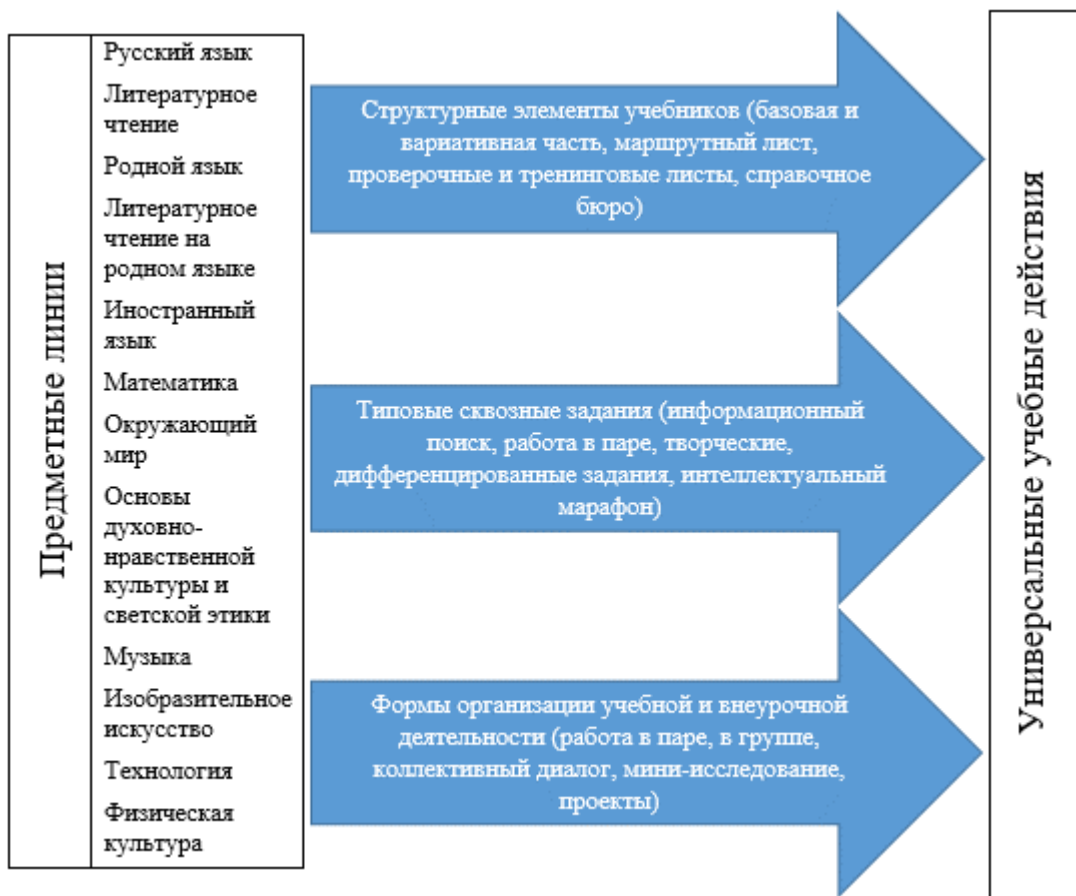 Предметные линии
Русский язык
Литературное
чтение
Родной язык
Литературное
чтение на
родном языке
Иностранный
язык
Математика
Окружающий
мир
Основы
духовно-
нравственной
культуры и
светской этики
Музыка
Изобразительное
искусство
Технология
Физическая
культура
Структурные элементы учебников (базовая и
вариативная часть, маршрутный лист,
проверочные и тренинговые листы, справочное
бюро)
Типовые сквозные задания (информационный
поиск, работа в паре, творческие,
дифференцированные задания, интеллектуальный
марафон)
Формы организации учебной и внеурочной
деятельности (работа в паре, в группе,
коллективный диалог, мини-исследование,
проекты)
Универсальные учебные действия